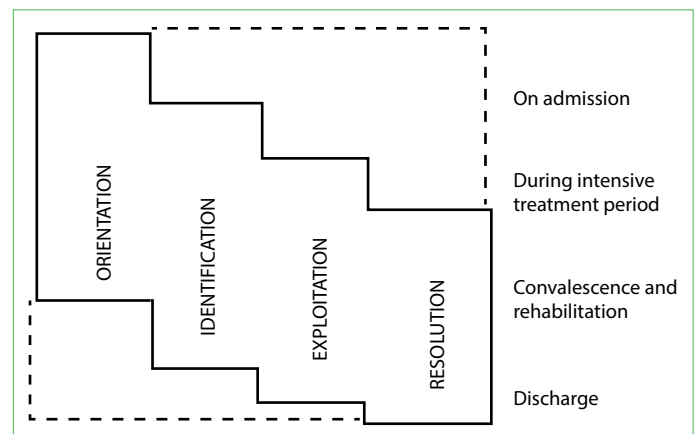 ORIENTATION
IDENTIFICATION
EXPLOITATION
RESOLUTION
On admission
During intensive
treatment period
Convalescence and
rehabilitation
Discharge